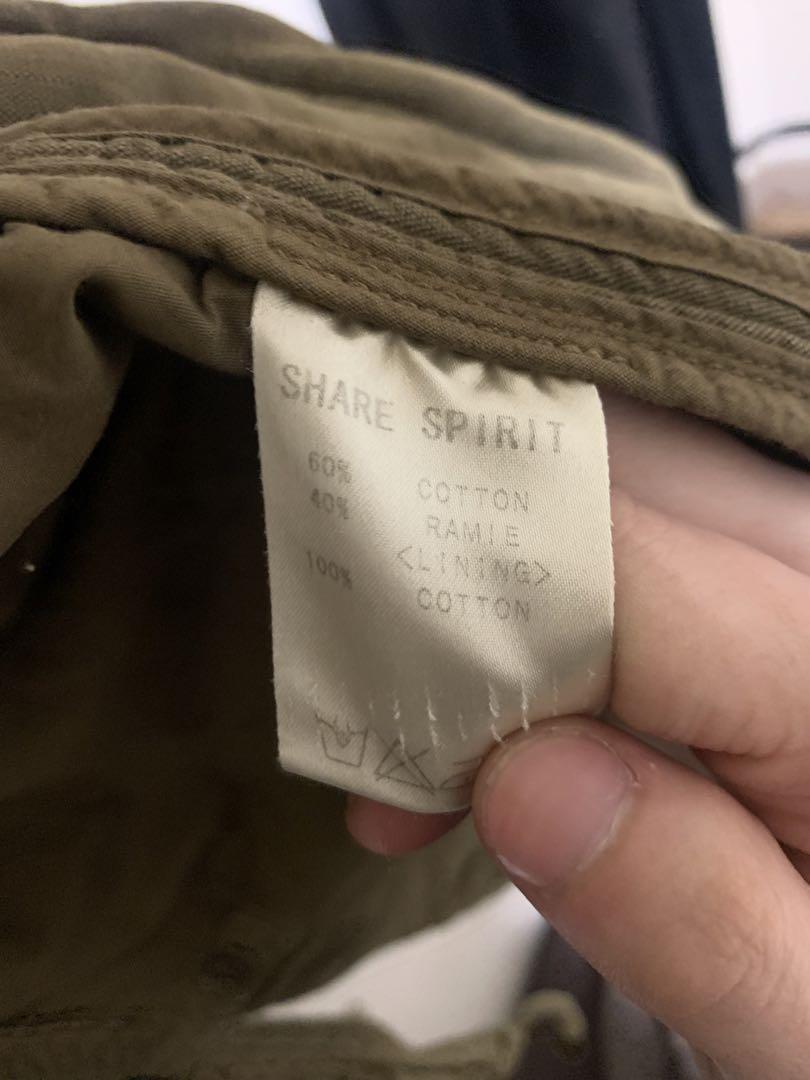 SHARE SPIRIT
60% COTTON
40% RAMIE
<LINING>
100% COTTON